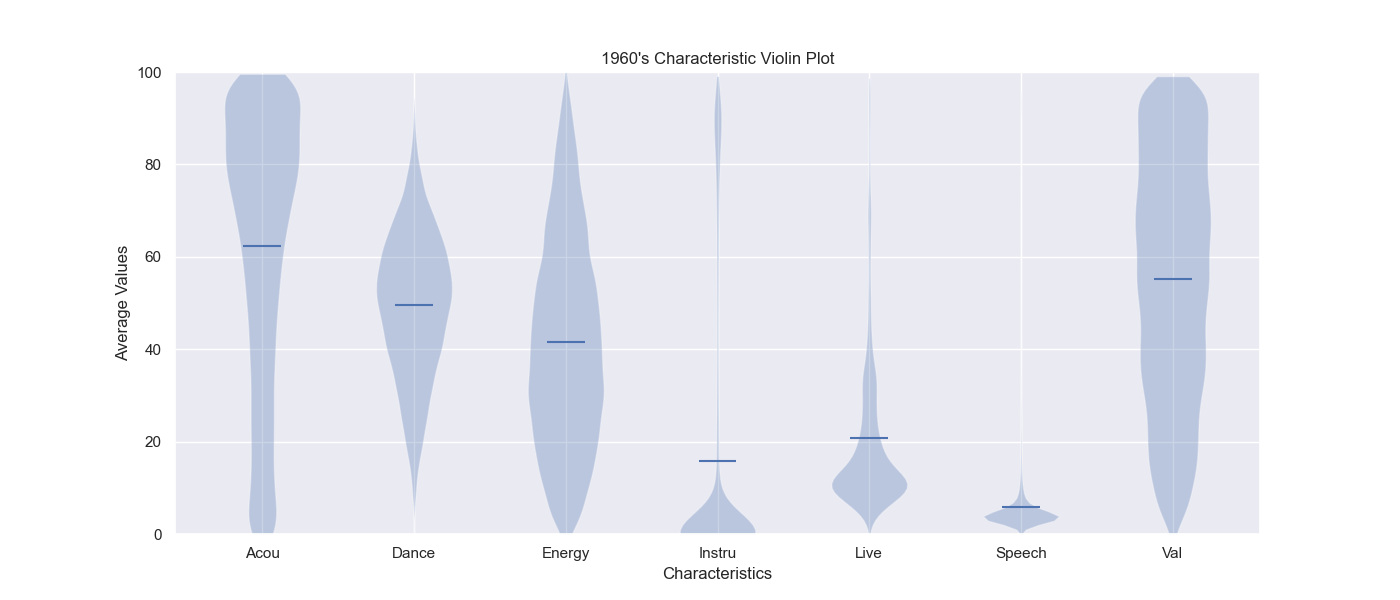 1960's Characteristic Violin Plot
Average Values
100
80
60
40
20
0
Acou Dance Energy Instru Live Speech Val
Characteristics